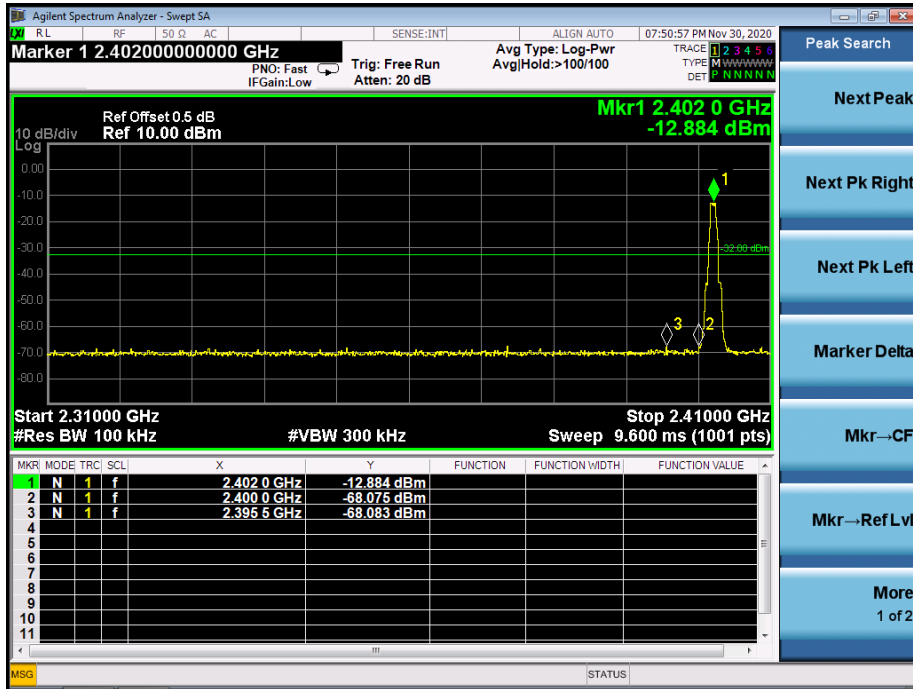 Agilent Spectrum Analyzer - Swept SA
LXI RL RF 50 Ω AC SENSE:INT ALIGN AUTO 07:50:57 PM Nov 30, 2020
Marker 1 2.402000000000 GHz
PNO: Fast
IFGain:Low
Trig: Free Run
Atten: 20 dB
Avg Type: Log-Pwr
Avg|Hold:>100/100
TRACE 1 2 3 4 5 6
TYPE M WWWWW
DET P N N N N N
Peak Search
Next Peak
Next Pk Right
Next Pk Left
Marker Delta
Mkr→CF
Mkr→Ref Lvl
More
1 of 2
Mkr1 2.402 0 GHz
-12.884 dBm
Ref Offset 0.5 dB
10 dB/div Ref 10.00 dBm
Log
0.00
-10.0
-20.0
-30.0
-40.0
-50.0
-60.0
-70.0
-80.0
1
-32.88 dBm
3 2
Start 2.31000 GHz Stop 2.41000 GHz
#Res BW 100 kHz #VBW 300 kHz Sweep 9.600 ms (1001 pts)
MKR MODE TRC SCL X Y FUNCTION FUNCTION WIDTH FUNCTION VALUE
1 N 1 f 2.402 0 GHz -12.884 dBm
2 N 1 f 2.400 0 GHz -68.075 dBm
3 N 1 f 2.395 5 GHz -68.083 dBm
4
5
6
7
8
9
10
11
MSG STATUS